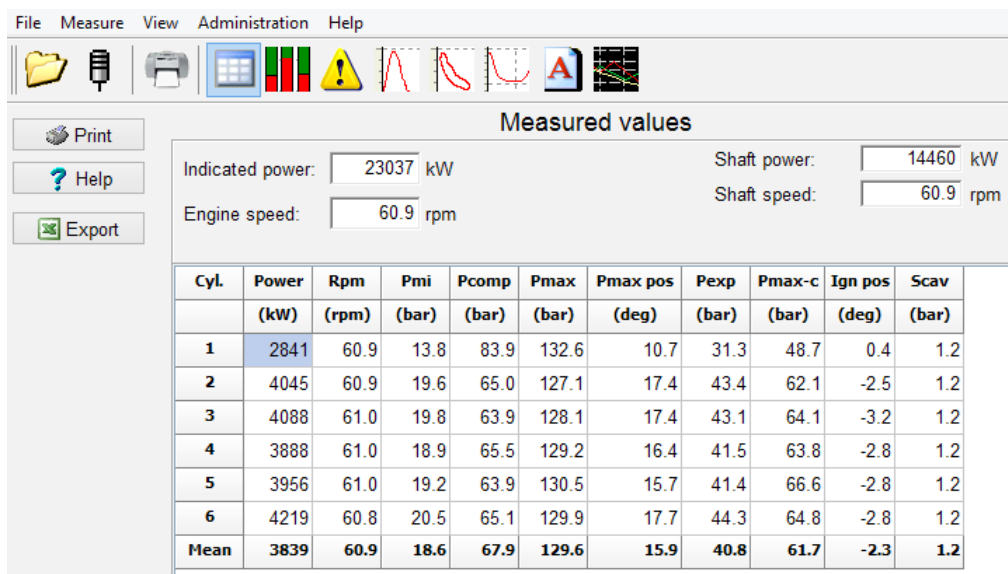 File Measure View Administration Help
A
Measured values
Print
Help
Export
Indicated power: 23037 kW
Shaft power: 14460 kW
Engine speed: 60.9 rpm
Shaft speed: 60.9 rpm
Cyl. Power Rpm Pmi Pcomp Pmax Pmax pos Pexp Pmax-c Ign pos Scav
(kW) (rpm) (bar) (bar) (bar) (deg) (bar) (bar) (deg) (bar)
1 2841 60.9 13.8 83.9 132.6 10.7 31.3 48.7 0.4 1.2
2 4045 60.9 19.6 65.0 127.1 17.4 43.4 62.1 -2.5 1.2
3 4088 61.0 19.8 63.9 128.1 17.4 43.1 64.1 -3.2 1.2
4 3888 61.0 18.9 65.5 129.2 16.4 41.5 63.8 -2.8 1.2
5 3956 61.0 19.2 63.9 130.5 15.7 41.4 66.6 -2.8 1.2
6 4219 60.8 20.5 65.1 129.9 17.7 44.3 64.8 -2.8 1.2
Mean 3839 60.9 18.6 67.9 129.6 15.9 40.8 61.7 -2.3 1.2